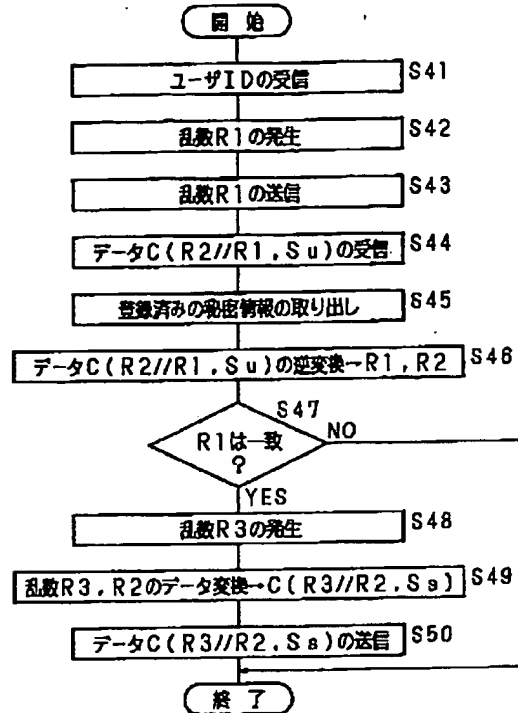 開始
ユーザIDの受信 S41
乱数R1の発生 S42
乱数R1の送信 S43
データC(R2//R1,Su)の受信 S44
登録済みの秘密情報の取り出し S45
データC(R2//R1,Su)の逆変換→R1,R2 S46
S47
R1は一致
?
NO
YES
乱数R3の発生 S48
乱数R3,R2のデータ変換→C(R3//R2,Ss) S49
データC(R3//R2,Ss)の送信 S50
終了